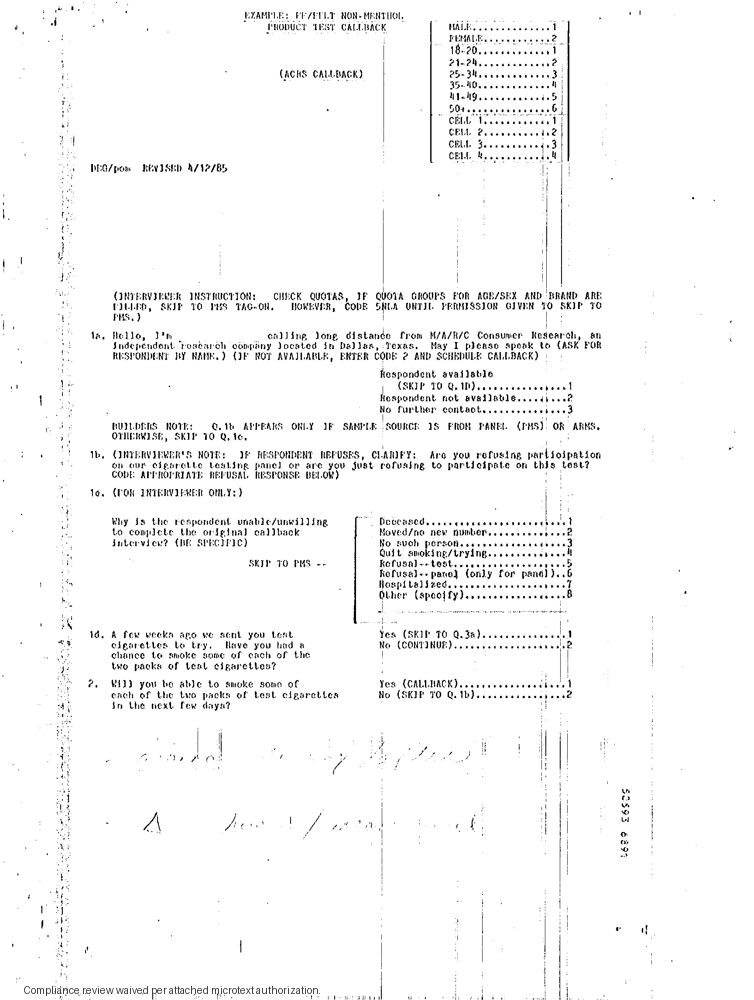 EXAMPLE: FF/FFLT NON-MENTHOL
PRODUCT TEST CALLBACK
(ACRS CALLBACK)
MALE.............1
FEMALE...........2
18-20............1
21-24............2
25-34............3
35-40............4
41-49............5
50+..............6
CELL 1...........1
CELL 2...........2
CELL 3...........3
CELL 4...........4
DEG/pom REVISED 4/12/85
(INTERVIEWER INSTRUCTION: CHECK QUOTAS, IF QUOTA GROUPS FOR AGE/SEX AND BRAND ARE
FILLED, SKIP TO PMS TAG-ON. HOWEVER, CODE UNTIL PERMISSION GIVEN TO SKIP TO
PMS.)
1a. Hello, I'm calling long distance from M/A/R/C Consumer Research, an
independent research company located in Dallas, Texas. May I please speak to (ASK FOR
RESPONDENT BY NAME.) (IF NOT AVAILABLE, ENTER CODE 2 AND SCHEDULE CALLBACK)
Respondent available
(SKIP TO Q.1D)...............1
Respondent not available........2
No further contact..............3
BUILDERS NOTE: Q.1b APPEARS ONLY IF SAMPLE SOURCE IS FROM PANEL (PMS) OR ARMS.
OTHERWISE, SKIP TO Q.1c.
1b. (INTERVIEWER'S NOTE: IF RESPONDENT REFUSES, CLARIFY: Are you refusing participation
on our cigarette testing panel or are you just refusing to participate on this test?
CODE APPROPRIATE REFUSAL RESPONSE BELOW)
1c. (FOR INTERVIEWER ONLY:)
Why is the respondent unable/unwilling
to complete the original callback
interview? (BE SPECIFIC)
SKIP TO PMS --
Deceased........................1
Moved/no new number.............2
No such person..................3
Quit smoking/trying.............4
Refusal--test...................5
Refusal--panel (only for panel)..6
Hospitalized....................7
Other (specify).................8
1d. A few weeks ago we sent you test
cigarettes to try. Have you had a
chance to smoke some of each of the
two packs of test cigarettes?
Yes (SKIP TO Q.3a)..............1
No (CONTINUE)...................2
2. Will you be able to smoke some of
each of the two packs of test cigarettes
in the next few days?
Yes (CALLBACK)..................1
No (SKIP TO Q.1b)...............2
50593 6891
Compliance review waived per attached microtext authorization.